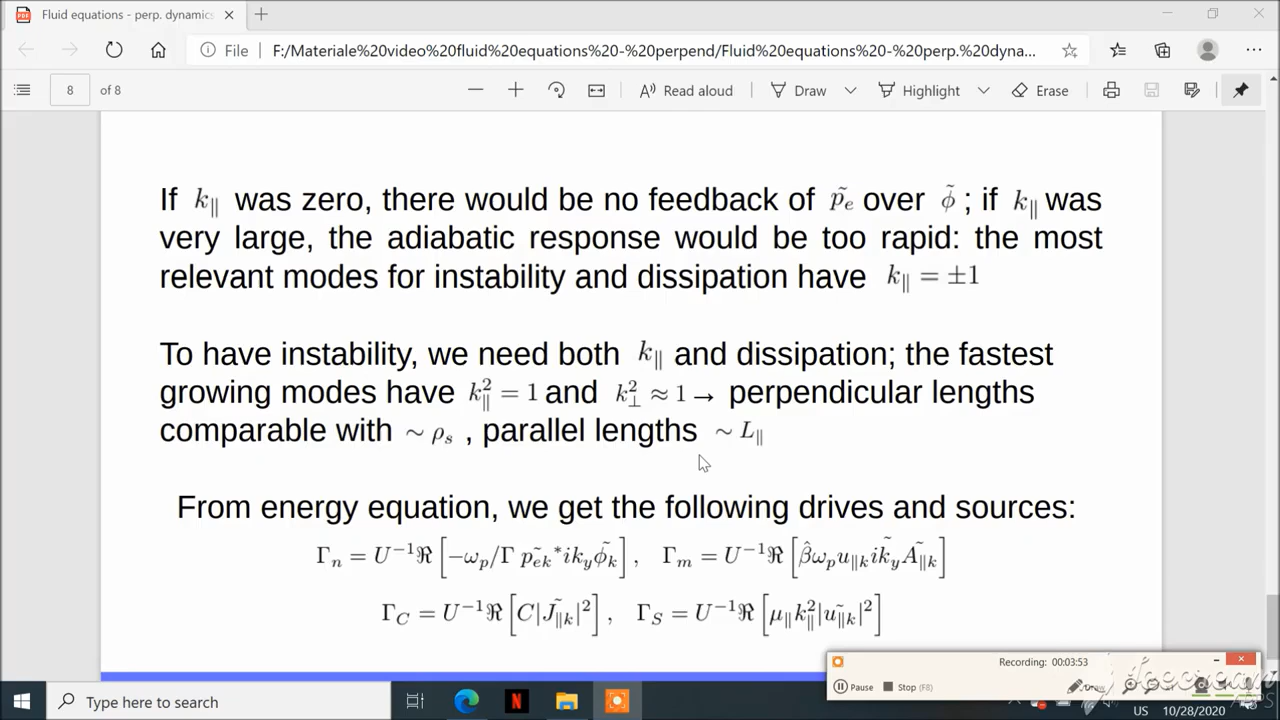 Fluid equations - perp. dynamics
File F:/Materiale%20video%20fluid%20equations%20-%20perpend/Fluid%20equations%20-%20perp.%20dyna...
8 of 8 Read aloud Draw Highlight Erase
If k∥ was zero, there would be no feedback of p̃e over ϕ̃ ; if k∥ was
very large, the adiabatic response would be too rapid: the most
relevant modes for instability and dissipation have k∥ = ±1
To have instability, we need both k∥ and dissipation; the fastest
growing modes have k∥² = 1 and k⊥² ≈ 1 → perpendicular lengths
comparable with ∼ ρs , parallel lengths ∼ L∥
From energy equation, we get the following drives and sources:
Γn = U⁻¹ℜ[−ωp/Γ p̃ek*ikyϕ̃k], Γm = U⁻¹ℜ[β̂ωpu∥kik̃yÃ∥k]
ΓC = U⁻¹ℜ[C|J̃∥k|²], ΓS = U⁻¹ℜ[μ∥k∥²|ũ∥k|²]
Recording: 00:03:53
Pause Stop (F8) Draw
Type here to search
US 10/28/2020